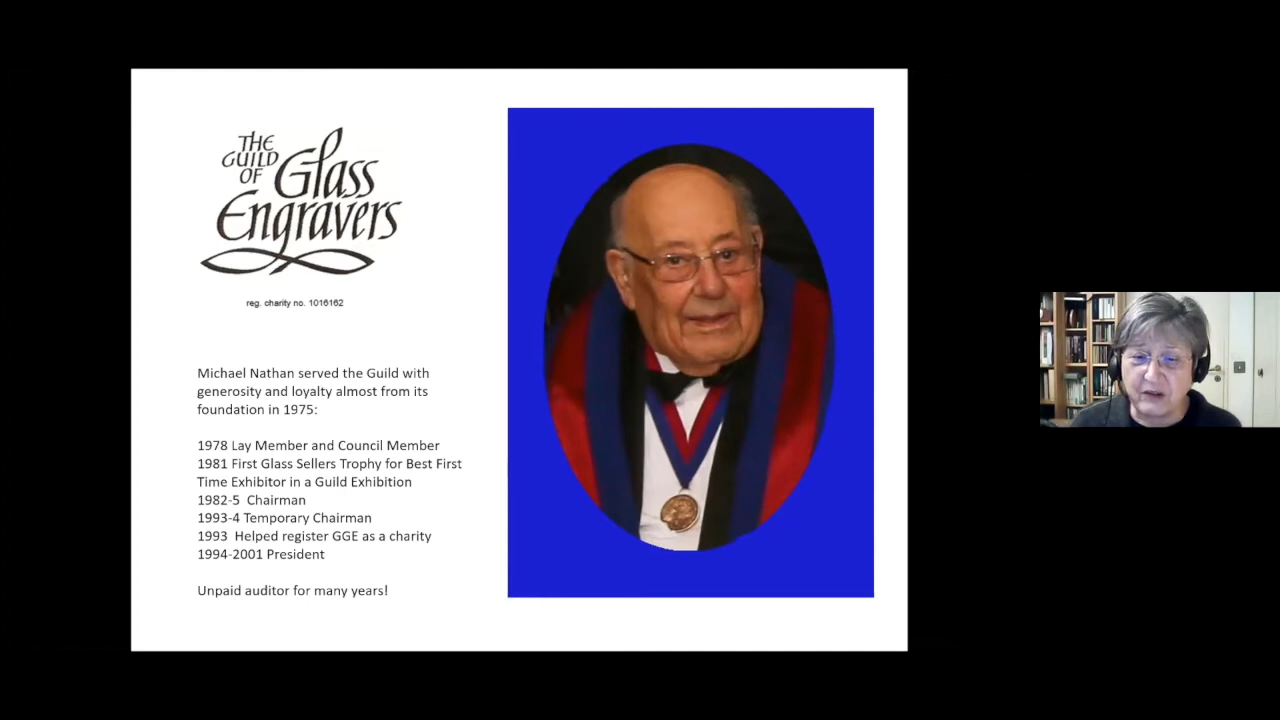 THE
GUILD
OF Glass
Engravers
reg. charity no. 1016162
Michael Nathan served the Guild with
generosity and loyalty almost from its
foundation in 1975:
1978 Lay Member and Council Member
1981 First Glass Sellers Trophy for Best First
Time Exhibitor in a Guild Exhibition
1982-5 Chairman
1993-4 Temporary Chairman
1993 Helped register GGE as a charity
1994-2001 President
Unpaid auditor for many years!